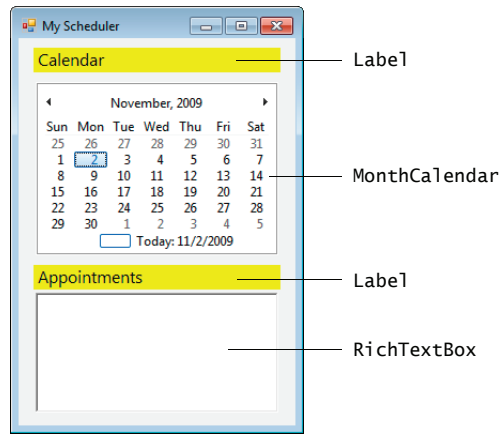 My Scheduler
Calendar
Label
November, 2009
Sun Mon Tue Wed Thu Fri Sat
25 26 27 28 29 30 31
1 2 3 4 5 6 7
8 9 10 11 12 13 14
MonthCalendar
15 16 17 18 19 20 21
22 23 24 25 26 27 28
29 30 1 2 3 4 5
Today: 11/2/2009
Appointments
Label
RichTextBox